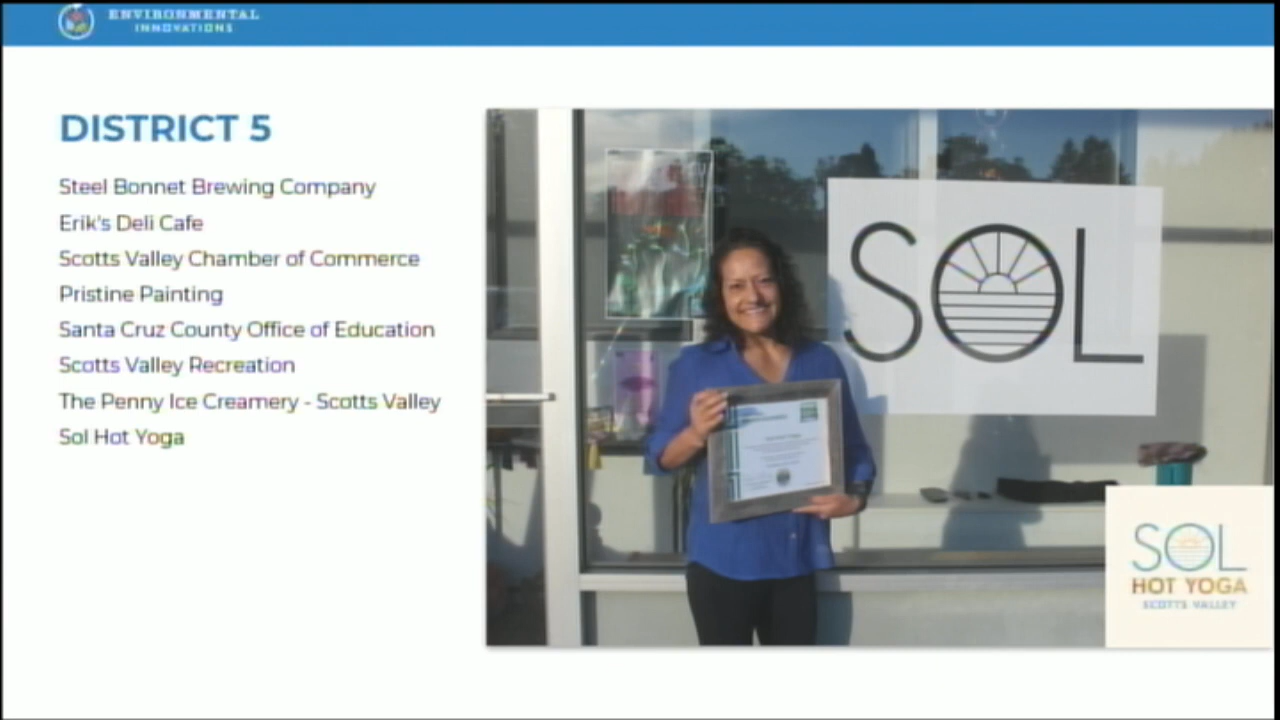 ENVIRONMENTAL
INNOVATIONS
DISTRICT 5
Steel Bonnet Brewing Company
Erik's Deli Cafe
Scotts Valley Chamber of Commerce
Pristine Painting
Santa Cruz County Office of Education
Scotts Valley Recreation
The Penny Ice Creamery - Scotts Valley
Sol Hot Yoga
SOL
SOL
HOT YOGA
SCOTTS VALLEY